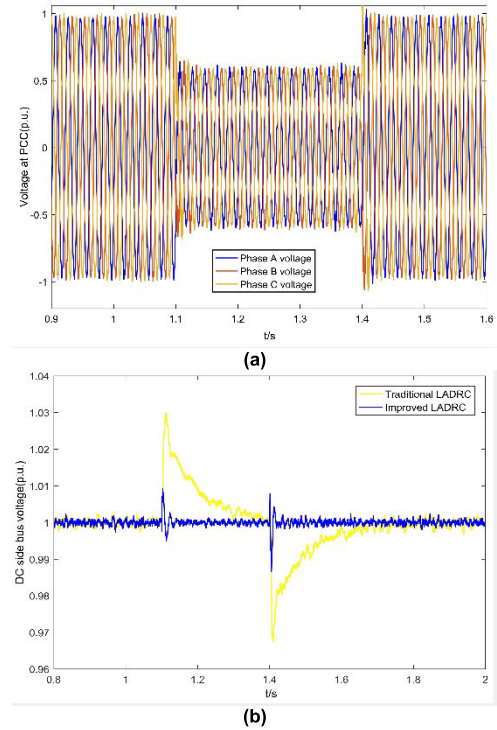 Voltage at PCC(p.u.)
1
0.5
0
-0.5
-1
Phase A voltage
Phase B voltage
Phase C voltage
0.9
1
1.1
1.2
1.3
1.4
1.5
1.6
t/s
(a)
DC side bus voltage(p.u.)
1.04
1.03
1.02
1.01
1
0.99
0.98
0.97
0.96
Traditional LADRC
Improved LADRC
0.8
1
1.2
1.4
1.6
1.8
2
t/s
(b)